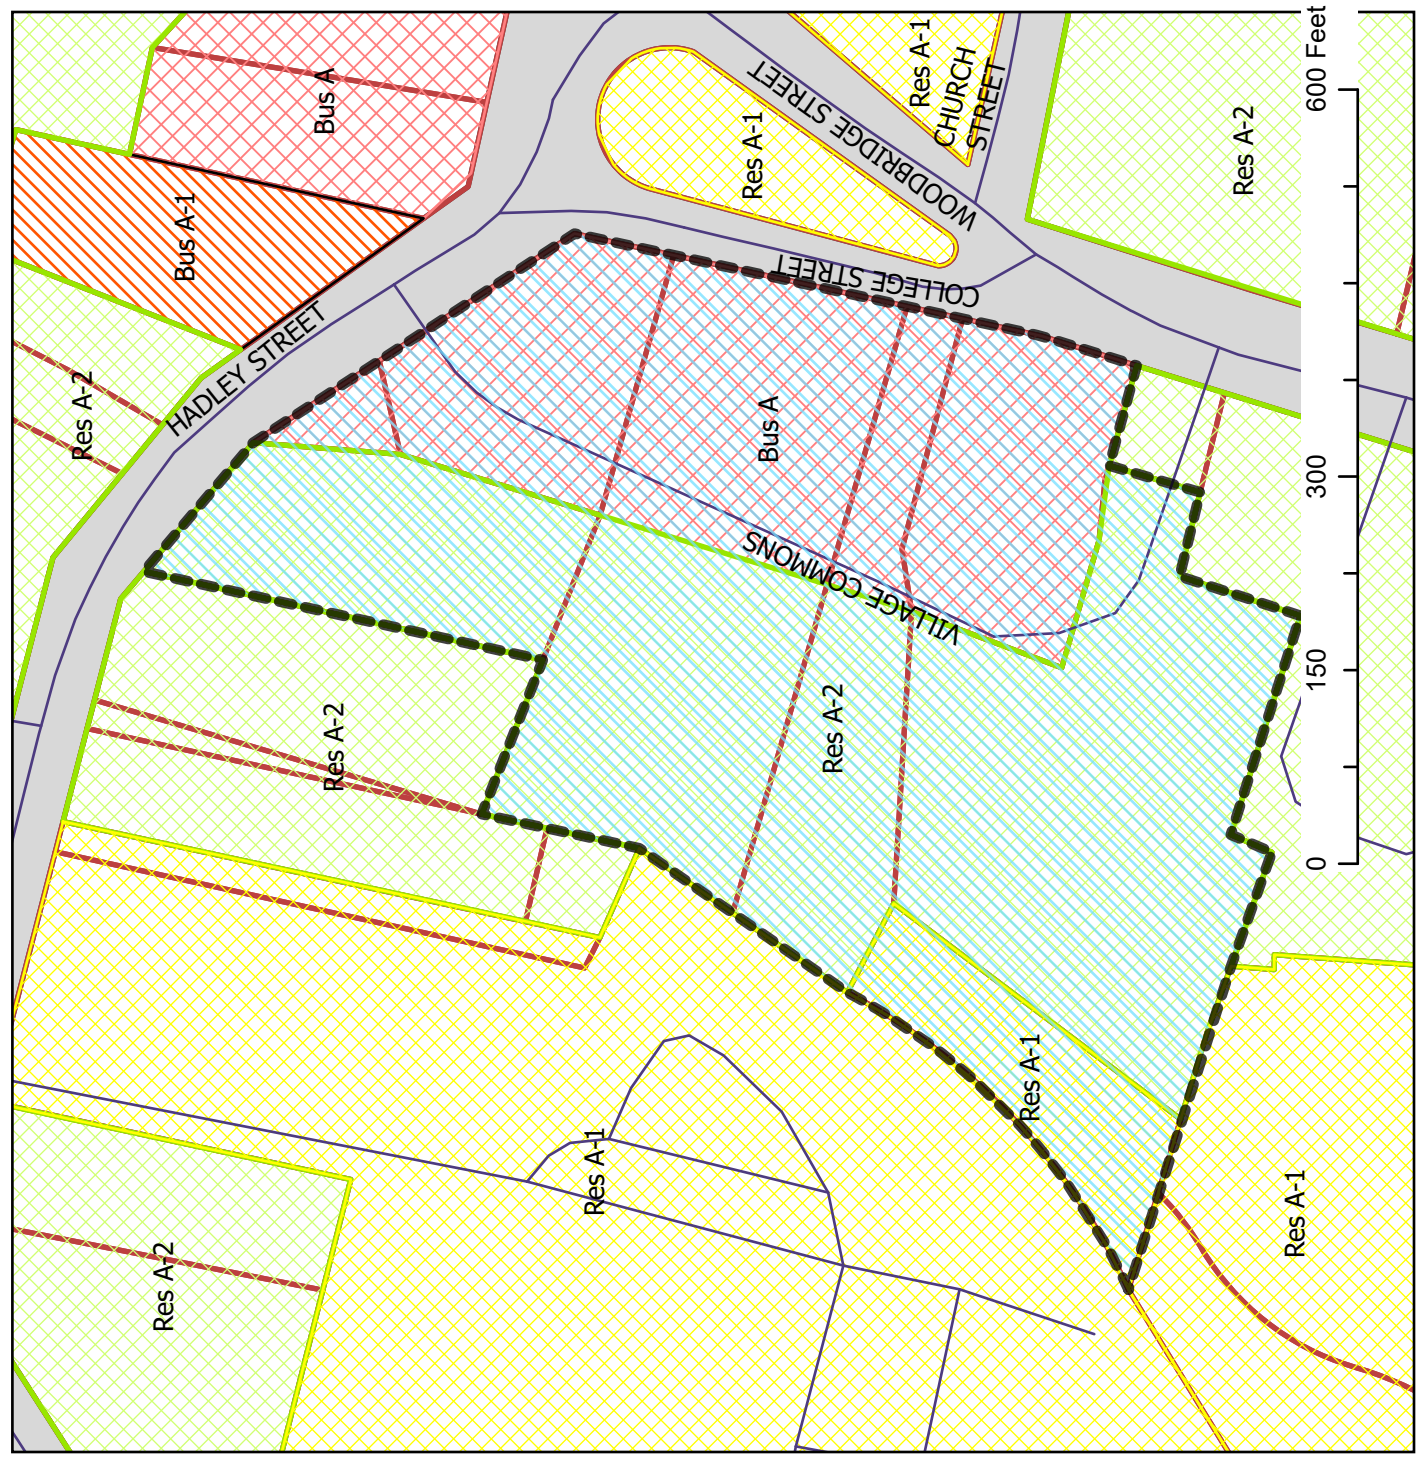 Bus A
Bus A-1
Res A-1
CHURCH
STREET
WOODBRIDGE STREET
Res A-1
Res A-2
600 Feet
COLLEGE STREET
HADLEY STREET
Res A-2
Bus A
300
VILLAGE COMMONS
150
Res A-2
Res A-2
0
Res A-1
Res A-1
Res A-1
Res A-2